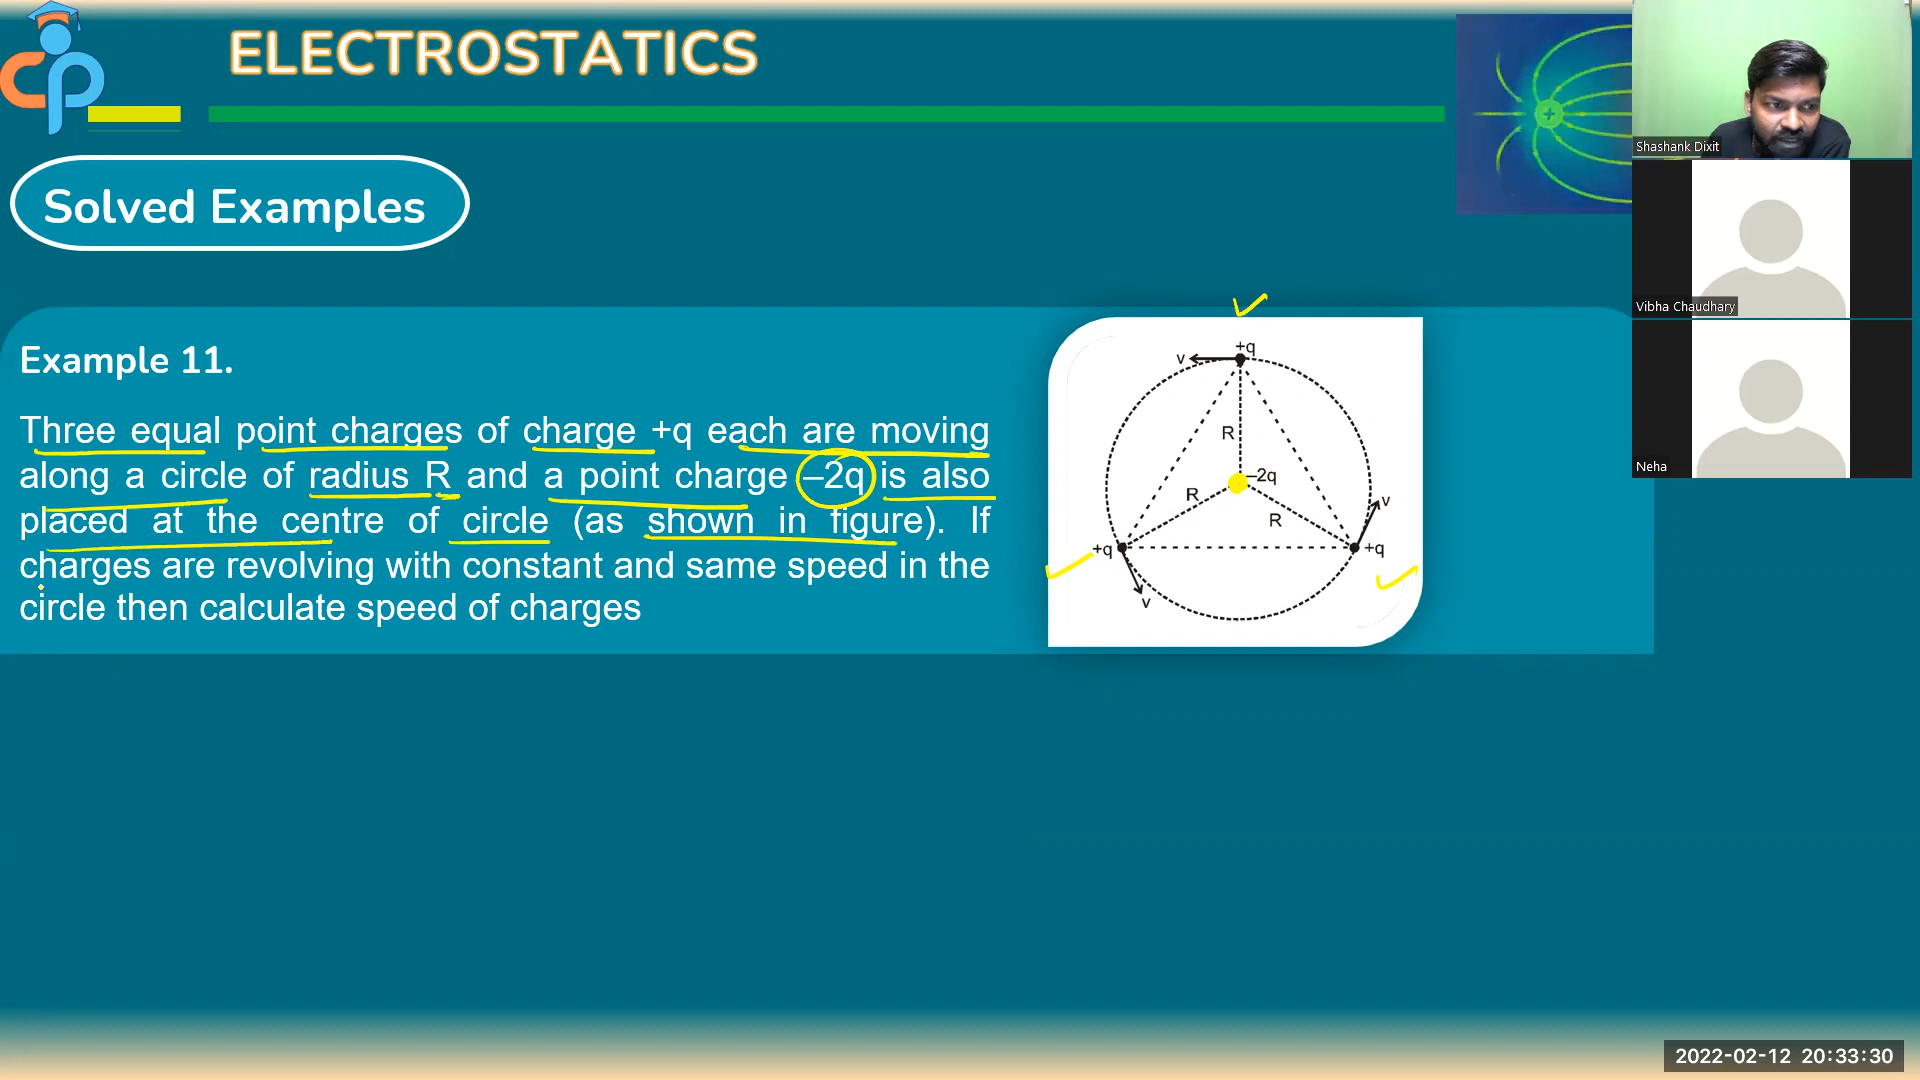 cp
ELECTROSTATICS
Solved Examples
Example 11.
Three equal point charges of charge +q each are moving
along a circle of radius R and a point charge –2q is also
placed at the centre of circle (as shown in figure). If
charges are revolving with constant and same speed in the
circle then calculate speed of charges
+q
v
R
–2q
R
R
v
+q
+q
v
+
Shashank Dixit
Vibha Chaudhary
Neha
2022-02-12 20:33:30